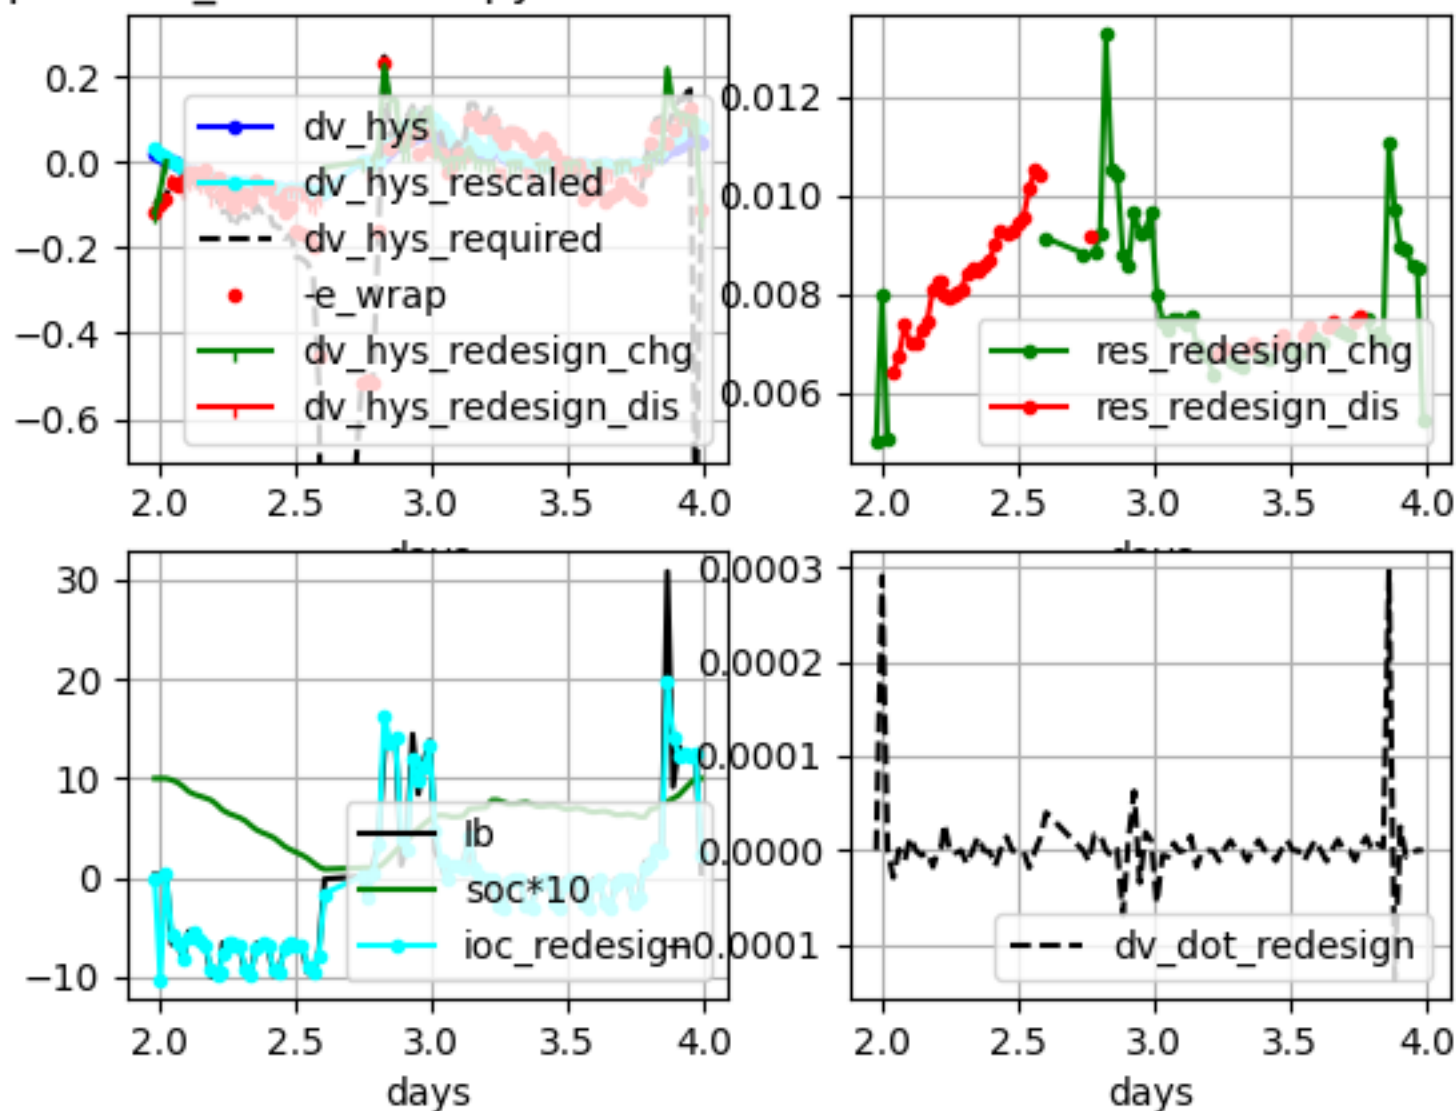 0.2
0.0
−0.2
−0.4
−0.6
dv_hys
dv_hys_rescaled
dv_hys_required
-e_wrap
dv_hys_redesign_chg
dv_hys_redesign_dis
2.0 2.5 3.0 3.5 4.0
days
0.012
0.010
0.008
0.006
res_redesign_chg
res_redesign_dis
2.0 2.5 3.0 3.5 4.0
days
30
20
10
0
−10
Ib
soc*10
ioc_redesign
2.0 2.5 3.0 3.5 4.0
days
0.0003
0.0002
0.0001
0.0000
−0.0001
dv_dot_redesign
2.0 2.5 3.0 3.5 4.0
days